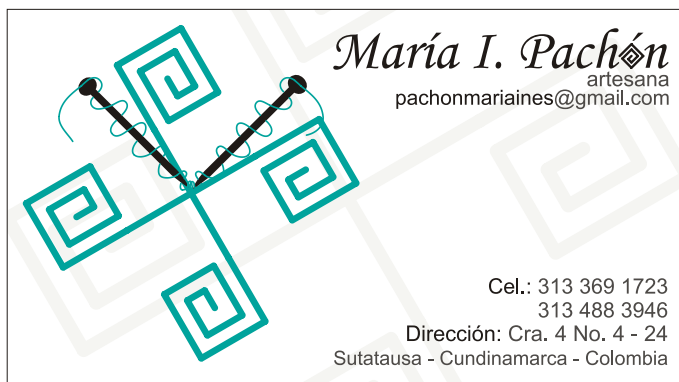 María I. Pachón
artesana
pachonmariaines@gmail.com
Cel.: 313 369 1723
313 488 3946
Dirección: Cra. 4 No. 4 - 24
Sutatausa - Cundinamarca - Colombia